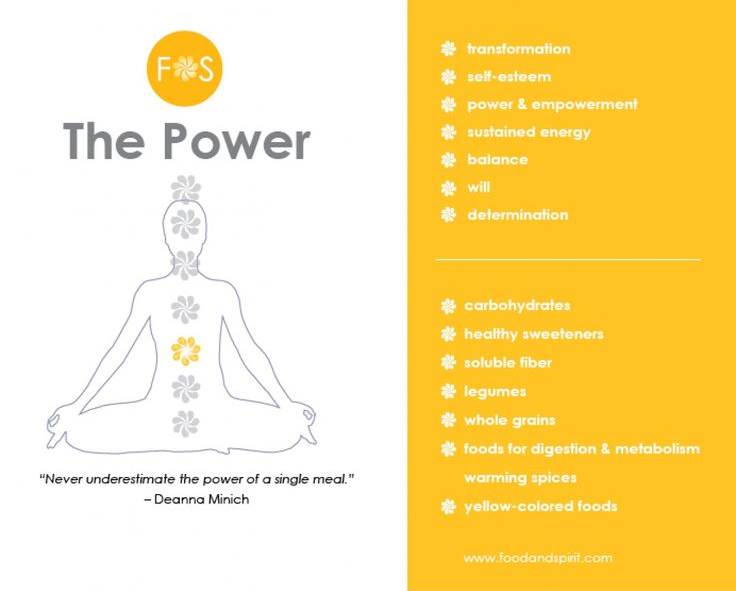 F S
The Power
“Never underestimate the power of a single meal.”
– Deanna Minich
transformation
self-esteem
power & empowerment
sustained energy
balance
will
determination
carbohydrates
healthy sweeteners
soluble fiber
legumes
whole grains
foods for digestion & metabolism
warming spices
yellow-colored foods
www.foodandspirit.com